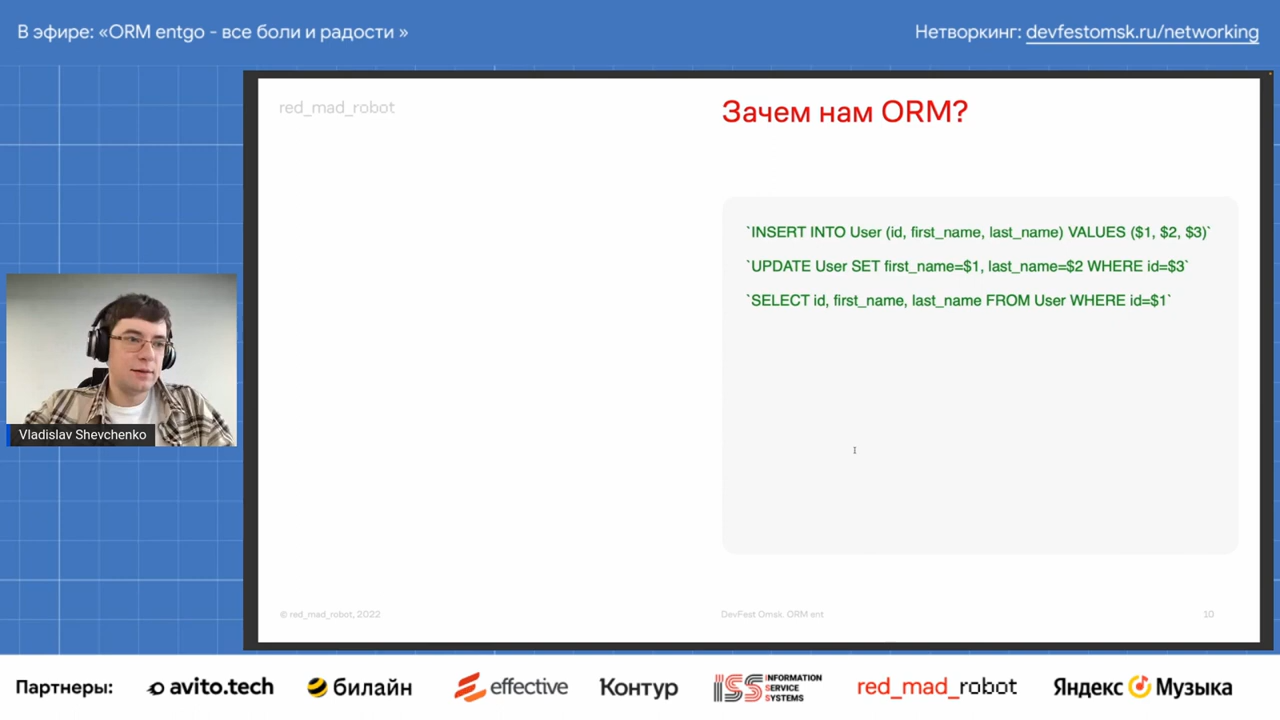 В эфире: «ORM entgo - все боли и радости »
Нетворкинг: devfestomsk.ru/networking
red_mad_robot
Зачем нам ORM?
`INSERT INTO User (id, first_name, last_name) VALUES ($1, $2, $3)`
`UPDATE User SET first_name=$1, last_name=$2 WHERE id=$3`
`SELECT id, first_name, last_name FROM User WHERE id=$1`
Vladislav Shevchenko
© red_mad_robot, 2022
DevFest Omsk. ORM ent
10
Партнеры:
avito.tech
билайн
effective
Контур
ISS INFORMATION
SERVICE
SYSTEMS
red_mad_robot
Яндекс Музыка